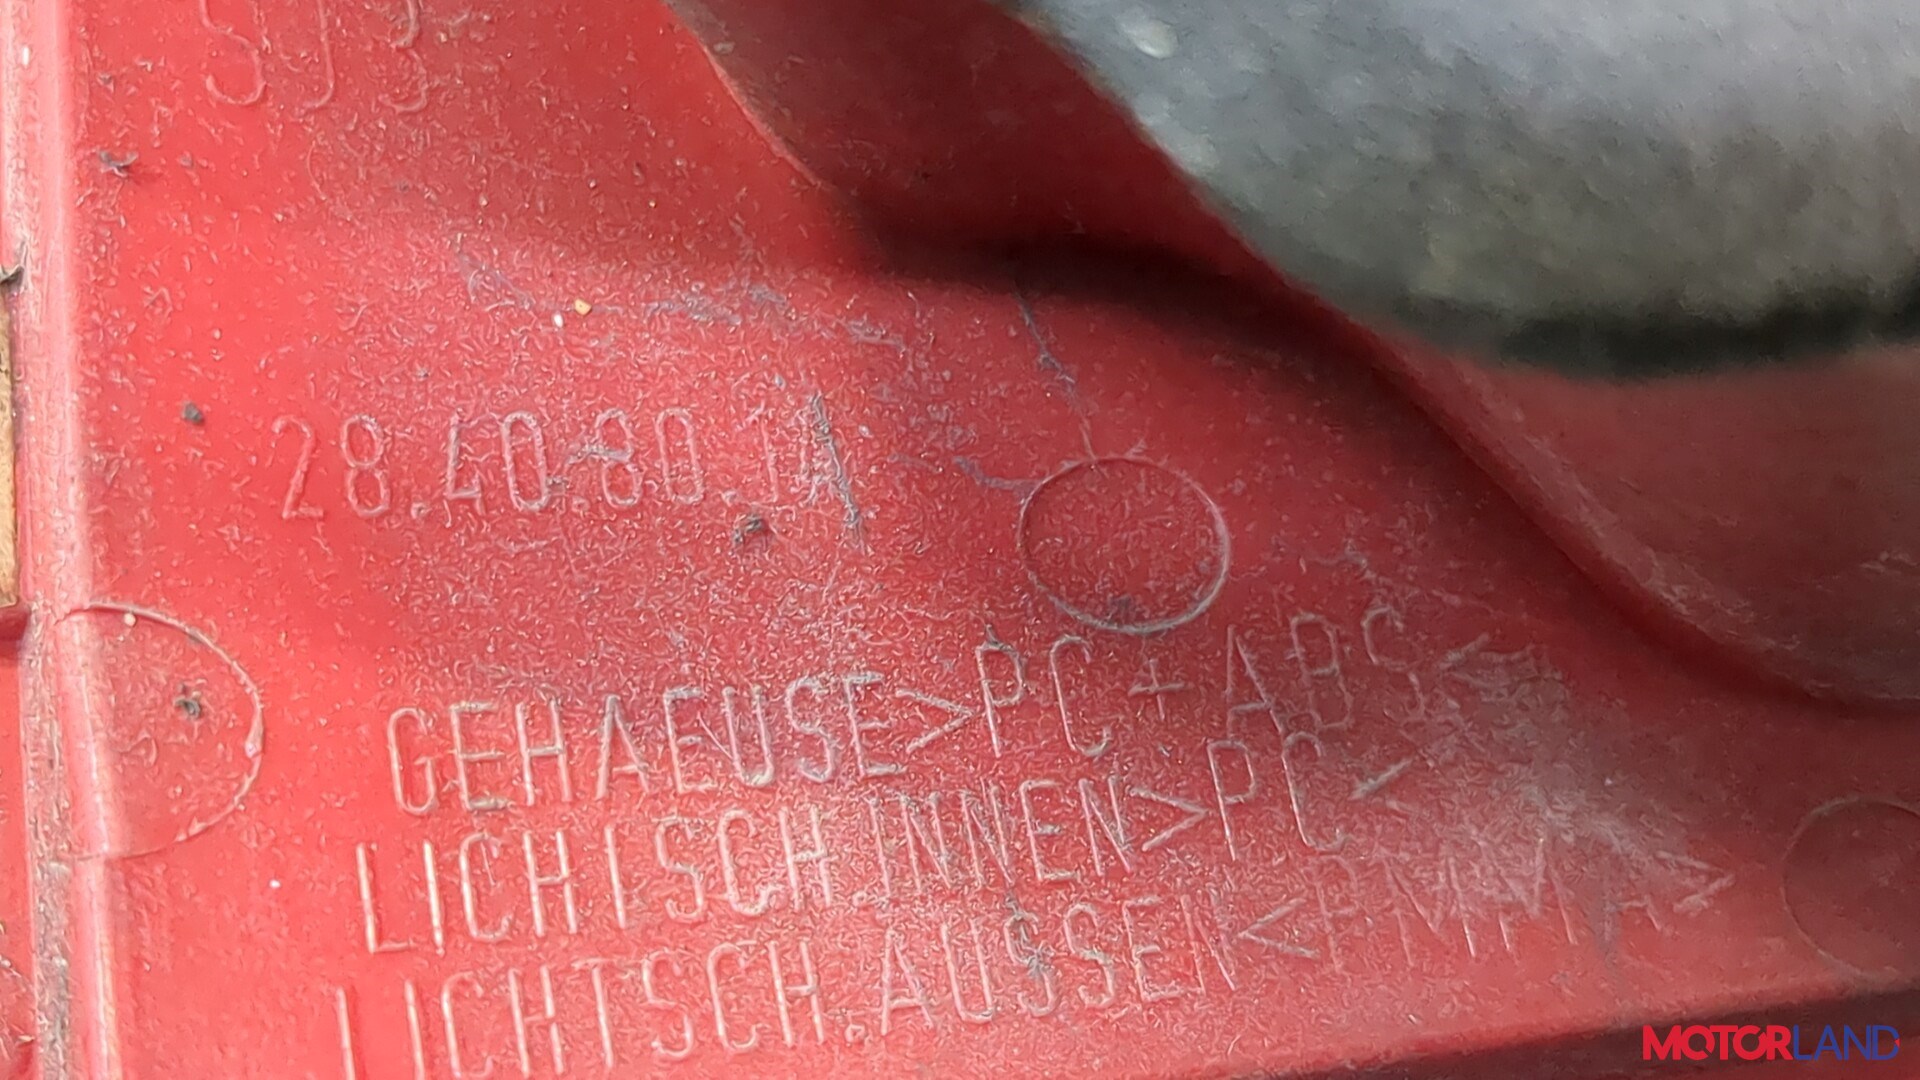 28.40.80.1A
GEHAEUSE>PC+ABS<
LICHTSCH.INNEN>PC<
LICHTSCH.AUSSEN<PMMA>
MOTORLAND